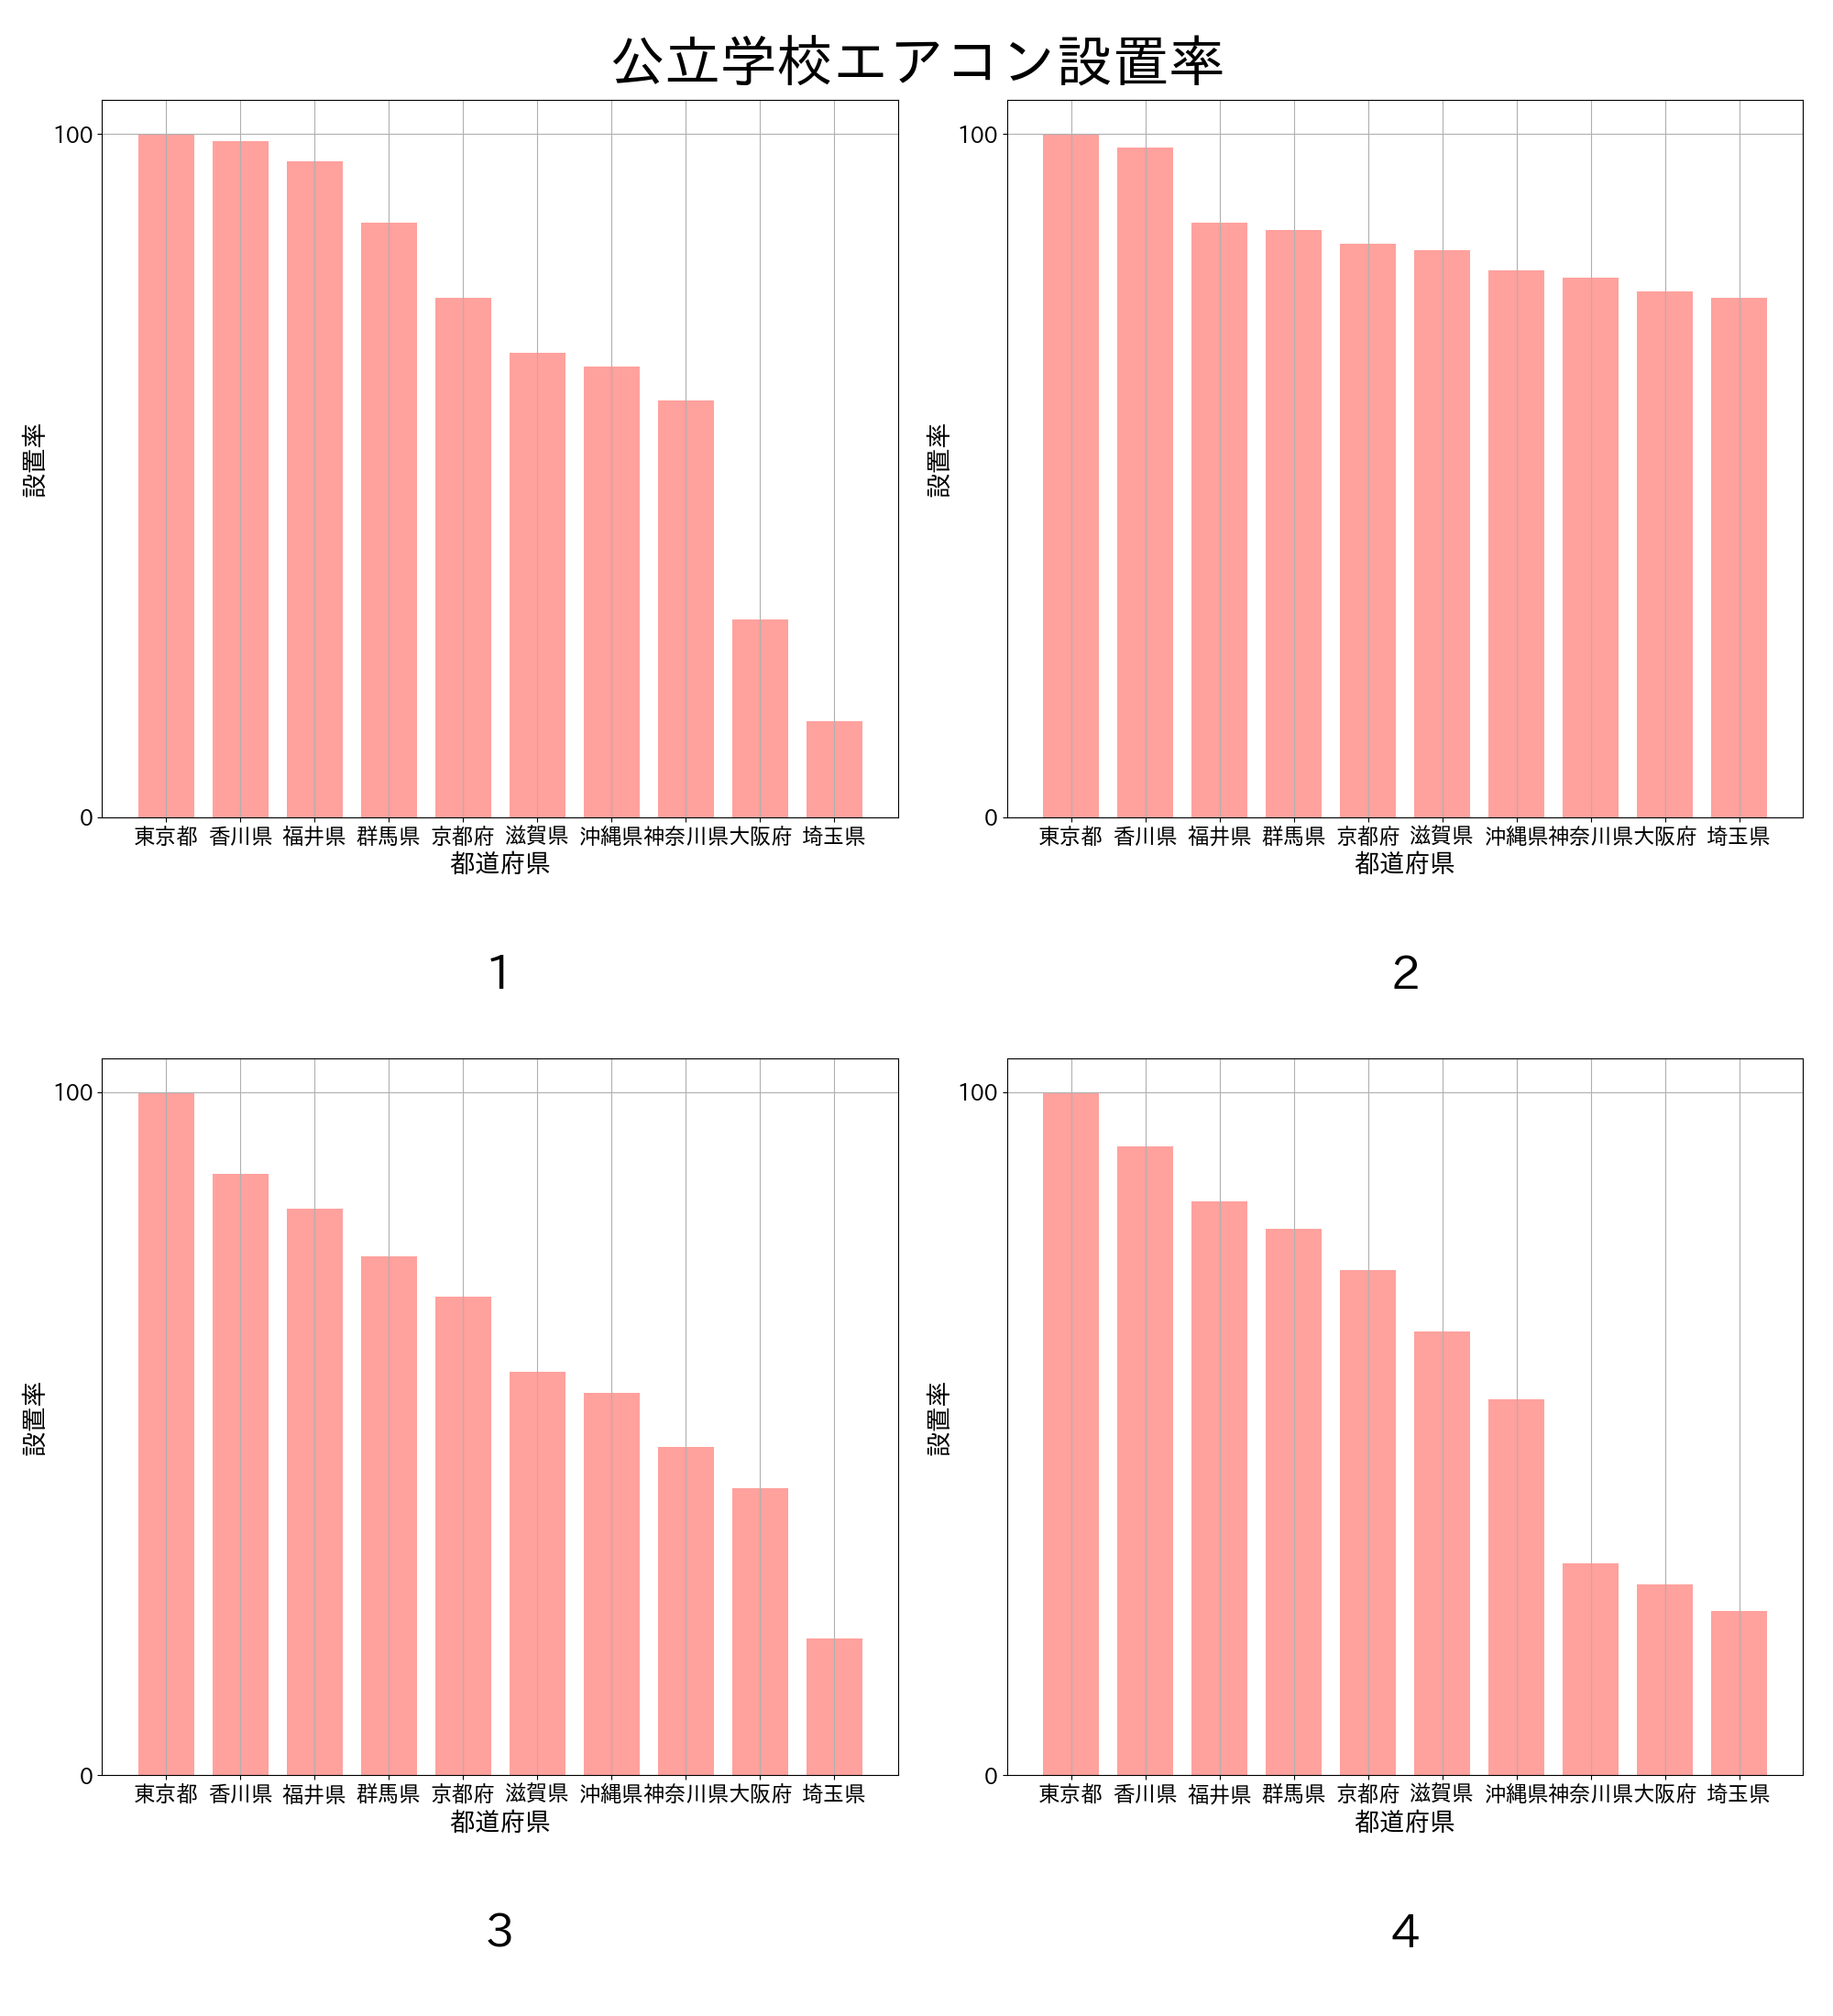 公立学校エアコン設置率
100
0
設置率
東京都 香川県 福井県 群馬県 京都府 滋賀県 沖縄県 神奈川県 大阪府 埼玉県
都道府県
1
100
0
設置率
東京都 香川県 福井県 群馬県 京都府 滋賀県 沖縄県 神奈川県 大阪府 埼玉県
都道府県
2
100
0
設置率
東京都 香川県 福井県 群馬県 京都府 滋賀県 沖縄県 神奈川県 大阪府 埼玉県
都道府県
3
100
0
設置率
東京都 香川県 福井県 群馬県 京都府 滋賀県 沖縄県 神奈川県 大阪府 埼玉県
都道府県
4